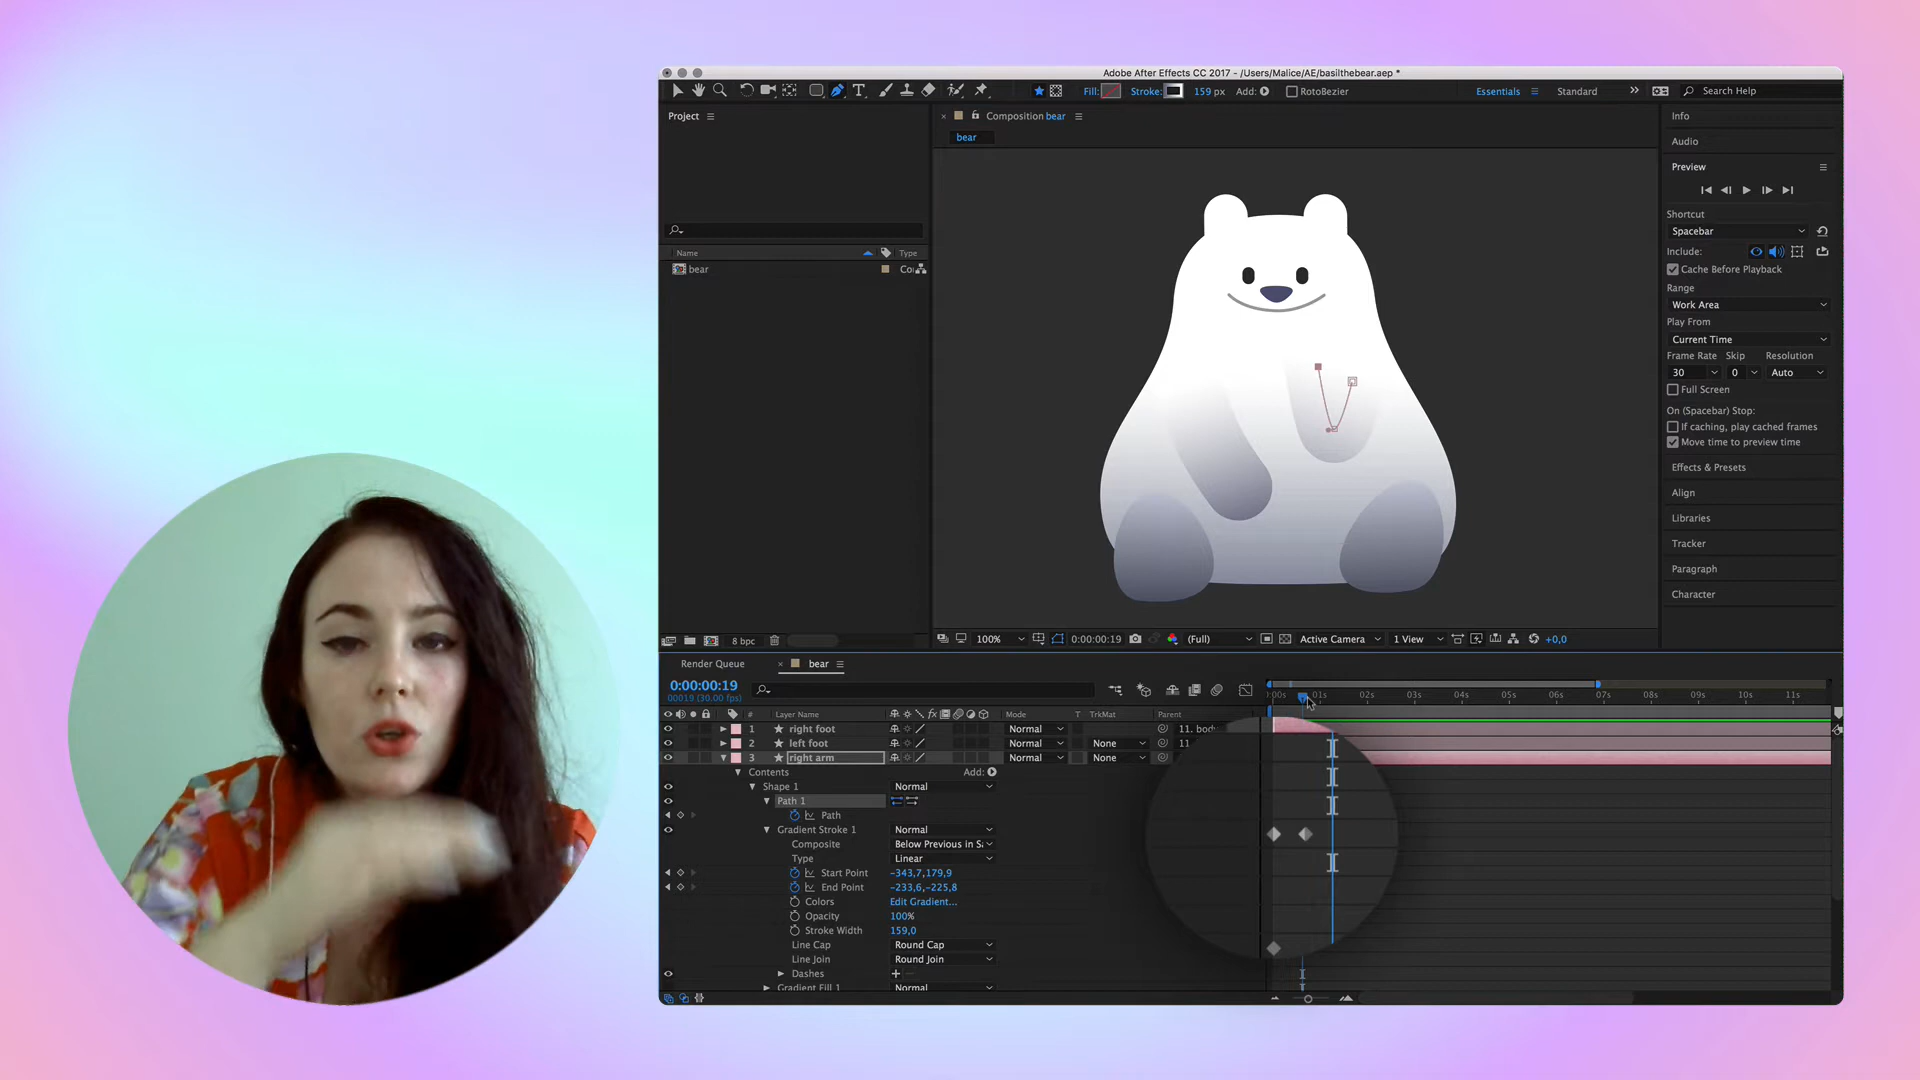 Adobe After Effects CC 2017 - /Users/Malice/AE/basilthebear.aep *
Fill: Stroke: 159 px Add: RotoBezier Essentials Standard Search Help
Project
Composition bear
bear
Name Type
bear
8 bpc
100% 0:00:00:19 (Full) Active Camera 1 View +0,0
Info
Audio
Preview
Shortcut
Spacebar
Include:
Cache Before Playback
Range
Work Area
Play From
Current Time
Frame Rate Skip Resolution
30 0 Auto
Full Screen
On (Spacebar) Stop:
If caching, play cached frames
Move time to preview time
Effects & Presets
Align
Libraries
Tracker
Paragraph
Character
Render Queue bear
0:00:00:19
00019 (30.00 fps)
:00s 01s 02s 03s 04s 05s 06s 07s 08s 09s 10s 11s
# Layer Name Mode T TrkMat Parent
1 right foot Normal 11. body
2 left foot Normal None 11
3 right arm Normal None
Contents Add:
Shape 1 Normal
Path 1
Path
Gradient Stroke 1 Normal
Composite Below Previous in Sa
Type Linear
Start Point -343,7,179,9
End Point -233,6,-225,8
Colors Edit Gradient...
Opacity 100%
Stroke Width 159,0
Line Cap Round Cap
Line Join Round Join
Dashes + -
Gradient Fill 1 Normal